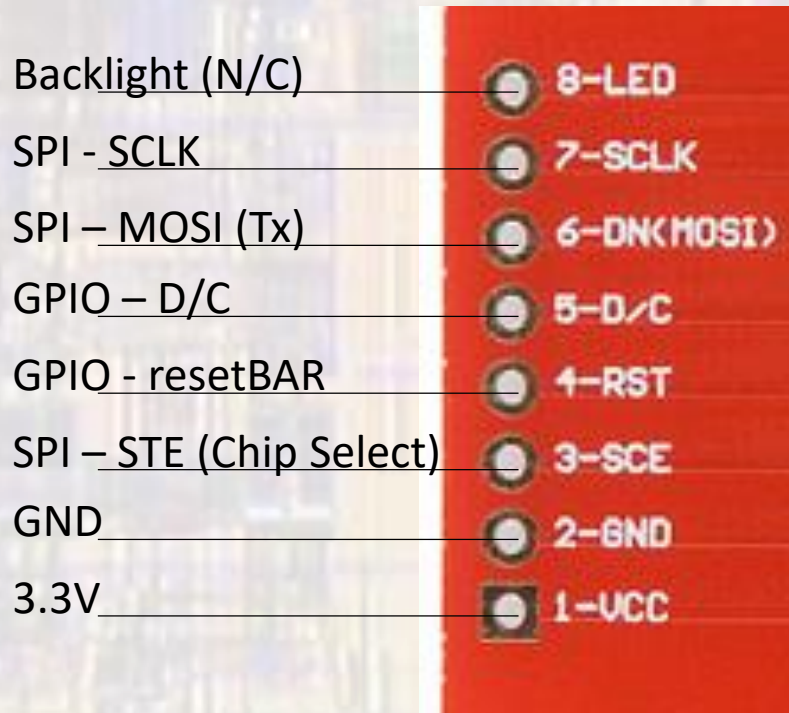 Backlight (N/C) 8-LED
SPI - SCLK 7-SCLK
SPI – MOSI (Tx) 6-DN(MOSI)
GPIO – D/C 5-D/C
GPIO - resetBAR 4-RST
SPI – STE (Chip Select) 3-SCE
GND 2-GND
3.3V 1-VCC